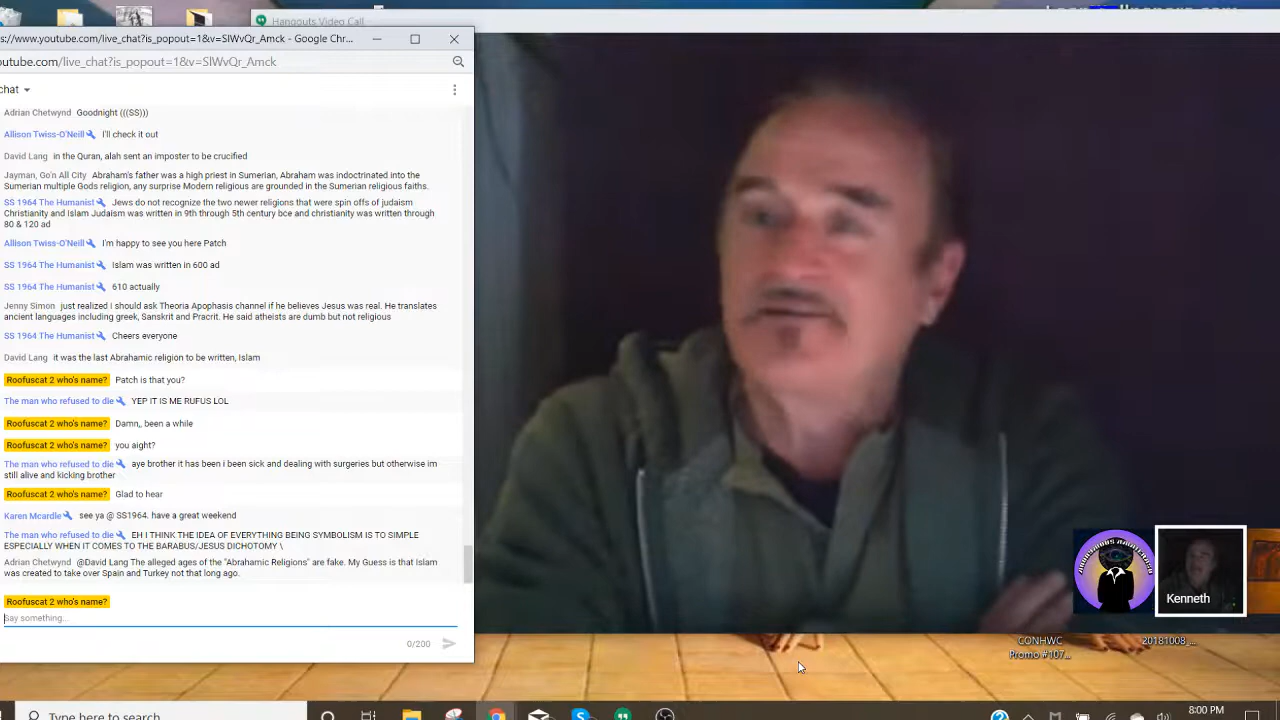 Hangouts Video Call
s://www.youtube.com/live_chat?is_popout=1&v=SlWvQr_Amck - Google Chr...
outube.com/live_chat?is_popout=1&v=SlWvQr_Amck
chat
Adrian Chetwynd Goodnight (((SS)))
Allison Twiss-O'Neill I'll check it out
David Lang in the Quran, alah sent an imposter to be crucified
Jayman, Go'n All City Abraham's father was a high priest in Sumerian, Abraham was indoctrinated into the
Sumerian multiple Gods religion, any surprise Modern religious are grounded in the Sumerian religious faiths.
SS 1964 The Humanist Jews do not recognize the two newer religions that were spin offs of judaism
Christianity and Islam Judaism was written in 9th through 5th century bce and christianity was written through
80 & 120 ad
Allison Twiss-O'Neill I'm happy to see you here Patch
SS 1964 The Humanist Islam was written in 600 ad
SS 1964 The Humanist 610 actually
Jenny Simon just realized I should ask Theoria Apophasis channel if he believes Jesus was real. He translates
ancient languages including greek, Sanskrit and Pracrit. He said atheists are dumb but not religious
SS 1964 The Humanist Cheers everyone
David Lang it was the last Abrahamic religion to be written, Islam
Roofuscat 2 who's name? Patch is that you?
The man who refused to die YEP IT IS ME RUFUS LOL
Roofuscat 2 who's name? Damn,, been a while
Roofuscat 2 who's name? you aight?
The man who refused to die aye brother it has been i been sick and dealing with surgeries but otherwise im
still alive and kicking brother
Roofuscat 2 who's name? Glad to hear
Karen Mcardle see ya @ SS1964. have a great weekend
The man who refused to die EH I THINK THE IDEA OF EVERYTHING BEING SYMBOLISM IS TO SIMPLE
ESPECIALLY WHEN IT COMES TO THE BARABUS/JESUS DICHOTOMY \
Adrian Chetwynd @David Lang The alleged ages of the "Abrahamic Religions" are fake. My Guess is that Islam
was created to take over Spain and Turkey not that long ago.
Roofuscat 2 who's name?
Say something...
0/200
Kenneth
CONHWC
Promo #107...
20181008_...
Type here to search
8:00 PM